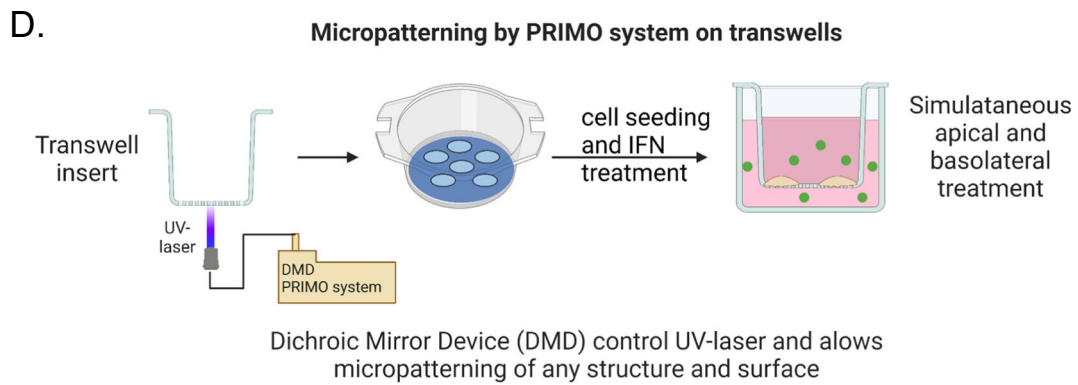 D.
Micropatterning by PRIMO system on transwells
Transwell
insert
UV-
laser
DMD
PRIMO system
cell seeding
and IFN
treatment
Simulataneous
apical and
basolateral
treatment
Dichroic Mirror Device (DMD) control UV-laser and alows
micropatterning of any structure and surface